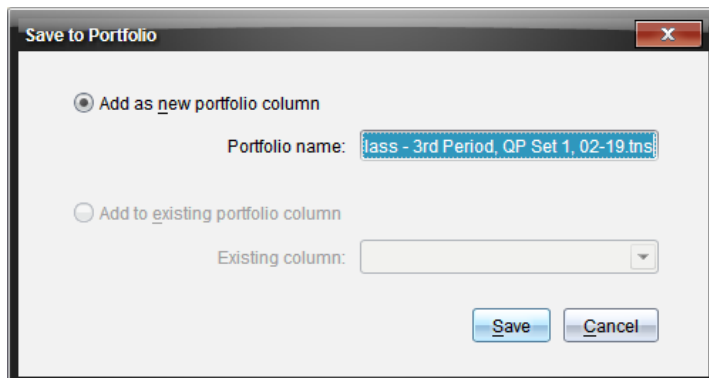 Save to Portfolio
Add as new portfolio column
Portfolio name: lass - 3rd Period, QP Set 1, 02-19.tns
Add to existing portfolio column
Existing column:
Save Cancel